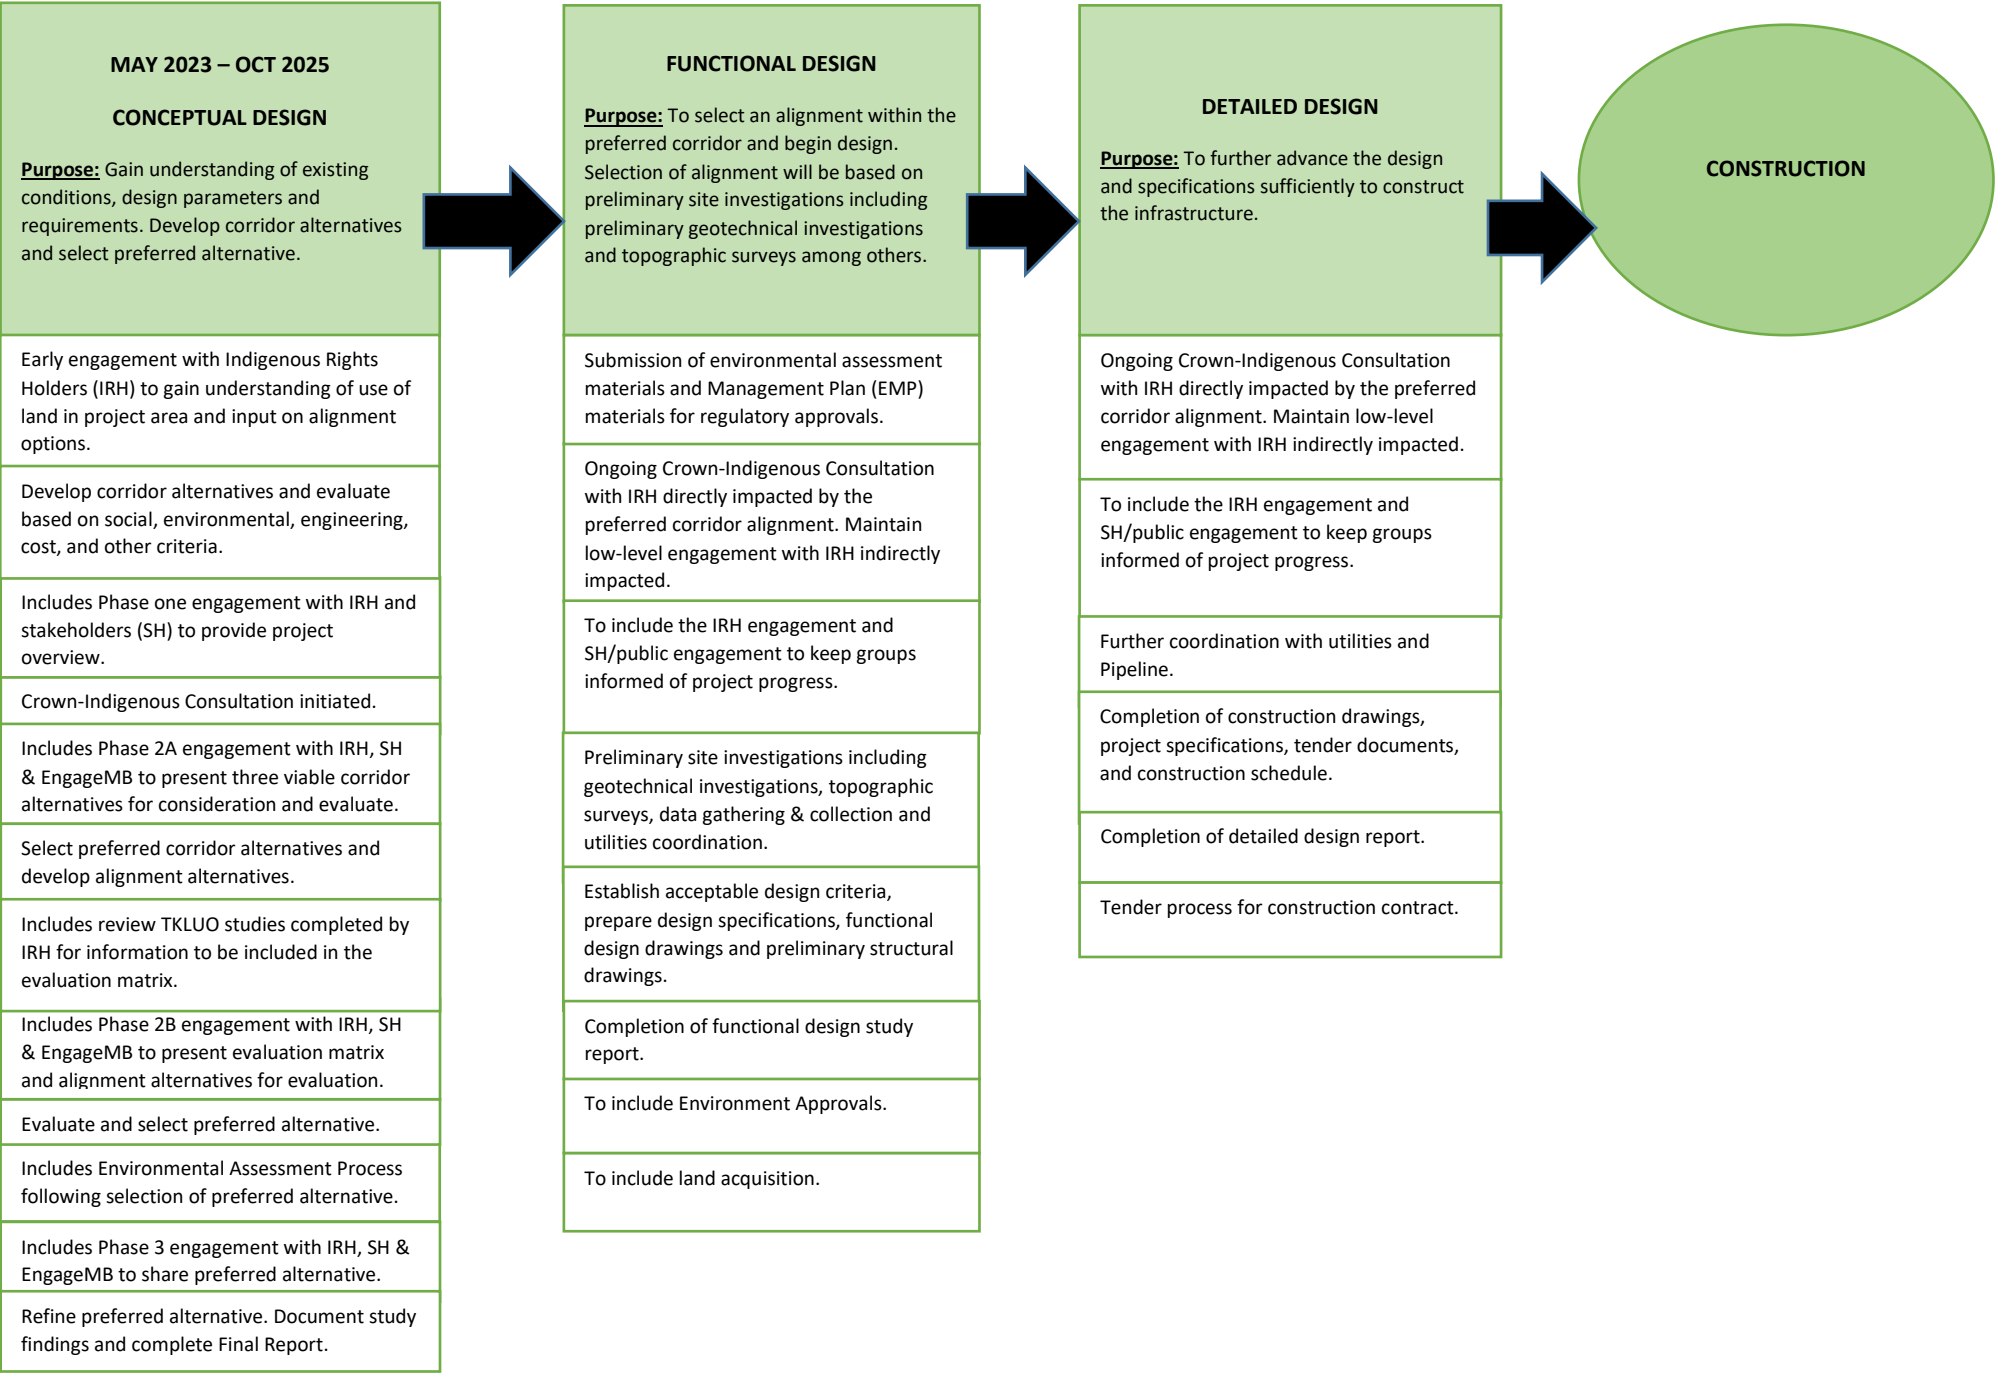 MAY 2023 – OCT 2025
CONCEPTUAL DESIGN
Purpose: Gain understanding of existing
conditions, design parameters and
requirements. Develop corridor alternatives
and select preferred alternative.
Early engagement with Indigenous Rights
Holders (IRH) to gain understanding of use of
land in project area and input on alignment
options.
Develop corridor alternatives and evaluate
based on social, environmental, engineering,
cost, and other criteria.
Includes Phase one engagement with IRH and
stakeholders (SH) to provide project
overview.
Crown-Indigenous Consultation initiated.
Includes Phase 2A engagement with IRH, SH
& EngageMB to present three viable corridor
alternatives for consideration and evaluate.
Select preferred corridor alternatives and
develop alignment alternatives.
Includes review TKLUO studies completed by
IRH for information to be included in the
evaluation matrix.
Includes Phase 2B engagement with IRH, SH
& EngageMB to present evaluation matrix
and alignment alternatives for evaluation.
Evaluate and select preferred alternative.
Includes Environmental Assessment Process
following selection of preferred alternative.
Includes Phase 3 engagement with IRH, SH &
EngageMB to share preferred alternative.
Refine preferred alternative. Document study
findings and complete Final Report.
FUNCTIONAL DESIGN
Purpose: To select an alignment within the
preferred corridor and begin design.
Selection of alignment will be based on
preliminary site investigations including
preliminary geotechnical investigations
and topographic surveys among others.
Submission of environmental assessment
materials and Management Plan (EMP)
materials for regulatory approvals.
Ongoing Crown-Indigenous Consultation
with IRH directly impacted by the
preferred corridor alignment. Maintain
low-level engagement with IRH indirectly
impacted.
To include the IRH engagement and
SH/public engagement to keep groups
informed of project progress.
Preliminary site investigations including
geotechnical investigations, topographic
surveys, data gathering & collection and
utilities coordination.
Establish acceptable design criteria,
prepare design specifications, functional
design drawings and preliminary structural
drawings.
Completion of functional design study
report.
To include Environment Approvals.
To include land acquisition.
DETAILED DESIGN
Purpose: To further advance the design
and specifications sufficiently to construct
the infrastructure.
Ongoing Crown-Indigenous Consultation
with IRH directly impacted by the preferred
corridor alignment. Maintain low-level
engagement with IRH indirectly impacted.
To include the IRH engagement and
SH/public engagement to keep groups
informed of project progress.
Further coordination with utilities and
Pipeline.
Completion of construction drawings,
project specifications, tender documents,
and construction schedule.
Completion of detailed design report.
Tender process for construction contract.
CONSTRUCTION